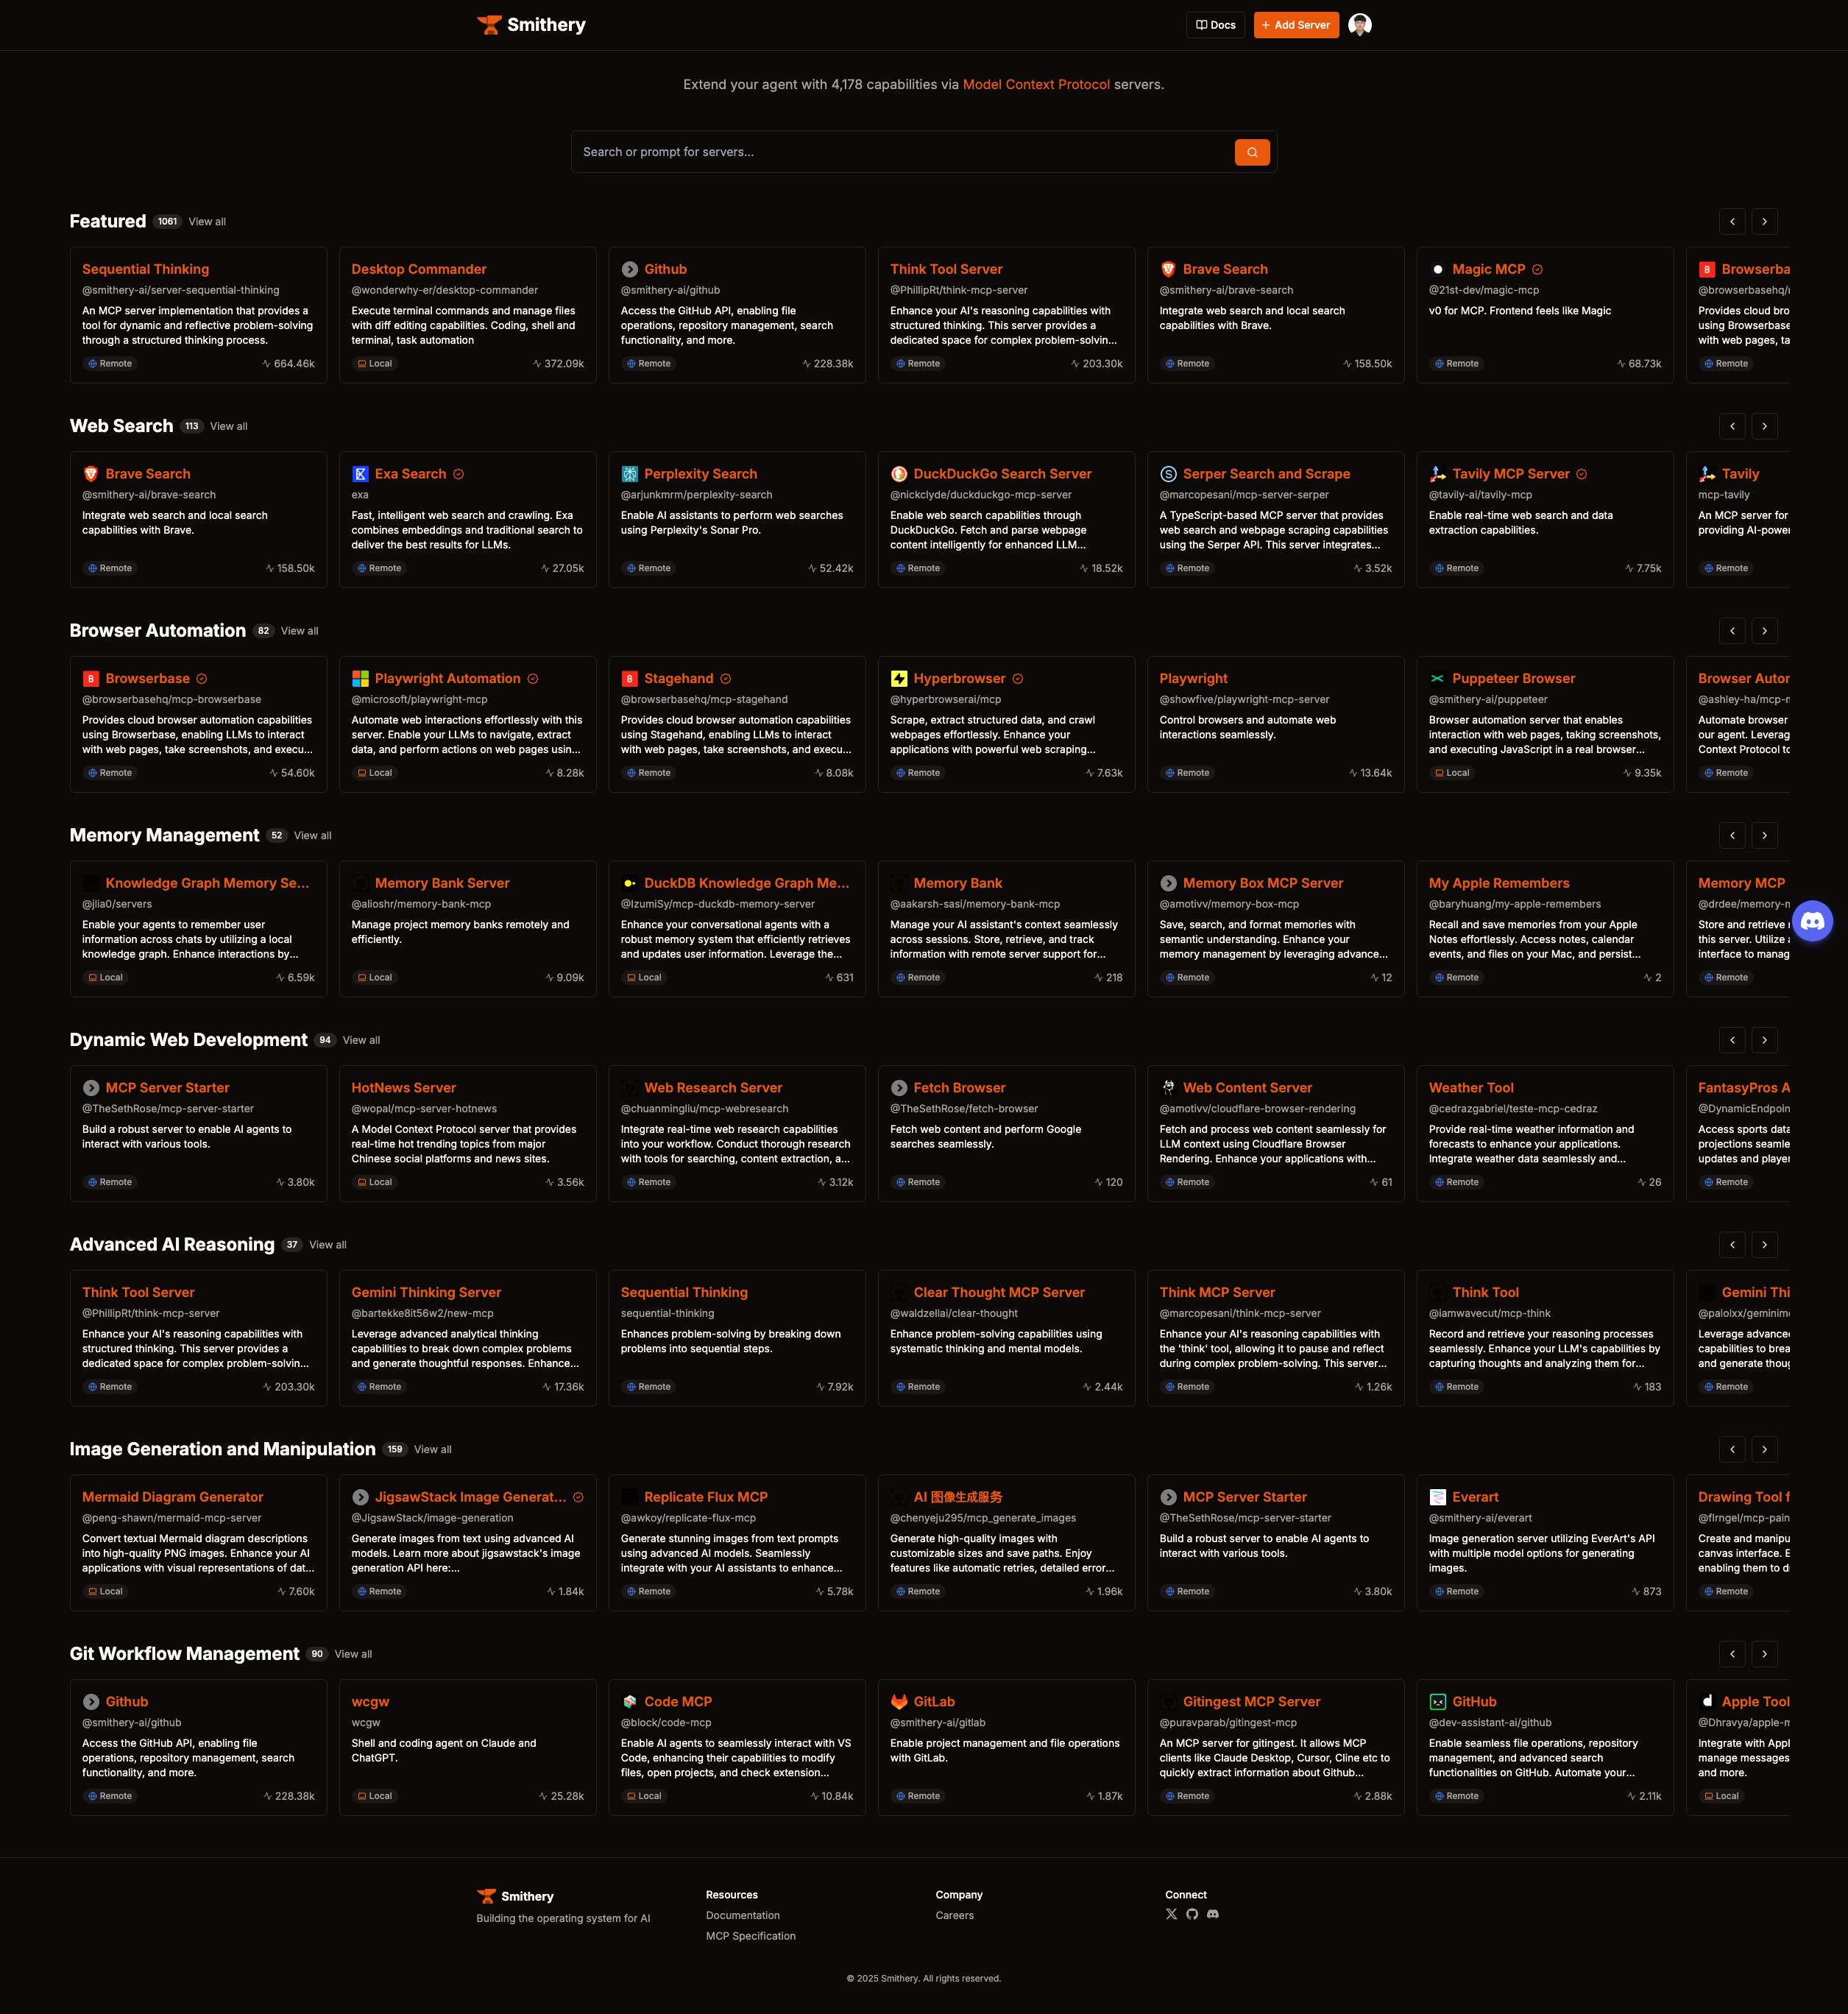 Smithery
Docs
Add Server
Extend your agent with 4,178 capabilities via Model Context Protocol servers.
Search or prompt for servers...
Featured 1061 View all
Sequential Thinking
@smithery-ai/server-sequential-thinking
An MCP server implementation that provides a
tool for dynamic and reflective problem-solving
through a structured thinking process.
Remote 664.46k
Desktop Commander
@wonderwhy-er/desktop-commander
Execute terminal commands and manage files
with diff editing capabilities. Coding, shell and
terminal, task automation
Local 372.09k
Github
@smithery-ai/github
Access the GitHub API, enabling file
operations, repository management, search
functionality, and more.
Remote 228.38k
Think Tool Server
@PhillipRt/think-mcp-server
Enhance your AI's reasoning capabilities with
structured thinking. This server provides a
dedicated space for complex problem-solvin...
Remote 203.30k
Brave Search
@smithery-ai/brave-search
Integrate web search and local search
capabilities with Brave.
Remote 158.50k
Magic MCP
@21st-dev/magic-mcp
v0 for MCP. Frontend feels like Magic
Remote 68.73k
Browserba
@browserbasehq/
Provides cloud bro
using Browserbase
with web pages, ta
Remote
Web Search 113 View all
Brave Search
@smithery-ai/brave-search
Integrate web search and local search
capabilities with Brave.
Remote 158.50k
Exa Search
exa
Fast, intelligent web search and crawling. Exa
combines embeddings and traditional search to
deliver the best results for LLMs.
Remote 27.05k
Perplexity Search
@arjunkmrm/perplexity-search
Enable AI assistants to perform web searches
using Perplexity's Sonar Pro.
Remote 52.42k
DuckDuckGo Search Server
@nickclyde/duckduckgo-mcp-server
Enable web search capabilities through
DuckDuckGo. Fetch and parse webpage
content intelligently for enhanced LLM...
Remote 18.52k
Serper Search and Scrape
@marcopesani/mcp-server-serper
A TypeScript-based MCP server that provides
web search and webpage scraping capabilities
using the Serper API. This server integrates...
Remote 3.52k
Tavily MCP Server
@tavily-ai/tavily-mcp
Enable real-time web search and data
extraction capabilities.
Remote 7.75k
Tavily
mcp-tavily
An MCP server for
providing AI-power
Remote
Browser Automation 82 View all
Browserbase
@browserbasehq/mcp-browserbase
Provides cloud browser automation capabilities
using Browserbase, enabling LLMs to interact
with web pages, take screenshots, and execu...
Remote 54.60k
Playwright Automation
@microsoft/playwright-mcp
Automate web interactions effortlessly with this
server. Enable your LLMs to navigate, extract
data, and perform actions on web pages usin...
Local 8.28k
Stagehand
@browserbasehq/mcp-stagehand
Provides cloud browser automation capabilities
using Stagehand, enabling LLMs to interact
with web pages, take screenshots, and execu...
Remote 8.08k
Hyperbrowser
@hyperbrowserai/mcp
Scrape, extract structured data, and crawl
webpages effortlessly. Enhance your
applications with powerful web scraping...
Remote 7.63k
Playwright
@showfive/playwright-mcp-server
Control browsers and automate web
interactions seamlessly.
Remote 13.64k
Puppeteer Browser
@smithery-ai/puppeteer
Browser automation server that enables
interaction with web pages, taking screenshots,
and executing JavaScript in a real browser...
Local 9.35k
Browser Autor
@ashley-ha/mcp-m
Automate browser
our agent. Leverag
Context Protocol to
Remote
Memory Management 52 View all
Knowledge Graph Memory Se...
@jlia0/servers
Enable your agents to remember user
information across chats by utilizing a local
knowledge graph. Enhance interactions by...
Local 6.59k
Memory Bank Server
@alioshr/memory-bank-mcp
Manage project memory banks remotely and
efficiently.
Local 9.09k
DuckDB Knowledge Graph Me...
@IzumiSy/mcp-duckdb-memory-server
Enhance your conversational agents with a
robust memory system that efficiently retrieves
and updates user information. Leverage the...
Local 631
Memory Bank
@aakarsh-sasi/memory-bank-mcp
Manage your AI assistant's context seamlessly
across sessions. Store, retrieve, and track
information with remote server support for...
Remote 218
Memory Box MCP Server
@amotivv/memory-box-mcp
Save, search, and format memories with
semantic understanding. Enhance your
memory management by leveraging advance...
Remote 12
My Apple Remembers
@baryhuang/my-apple-remembers
Recall and save memories from your Apple
Notes effortlessly. Access notes, calendar
events, and files on your Mac, and persist...
Remote 2
Memory MCP
@drdee/memory-m
Store and retrieve
this server. Utilize a
interface to manag
Remote
Dynamic Web Development 94 View all
MCP Server Starter
@TheSethRose/mcp-server-starter
Build a robust server to enable AI agents to
interact with various tools.
Remote 3.80k
HotNews Server
@wopal/mcp-server-hotnews
A Model Context Protocol server that provides
real-time hot trending topics from major
Chinese social platforms and news sites.
Local 3.56k
Web Research Server
@chuanmingliu/mcp-webresearch
Integrate real-time web research capabilities
into your workflow. Conduct thorough research
with tools for searching, content extraction, a...
Remote 3.12k
Fetch Browser
@TheSethRose/fetch-browser
Fetch web content and perform Google
searches seamlessly.
Remote 120
Web Content Server
@amotivv/cloudflare-browser-rendering
Fetch and process web content seamlessly for
LLM context using Cloudflare Browser
Rendering. Enhance your applications with...
Remote 61
Weather Tool
@cedrazgabriel/teste-mcp-cedraz
Provide real-time weather information and
forecasts to enhance your applications.
Integrate weather data seamlessly and...
Remote 26
FantasyPros A
@DynamicEndpoin
Access sports data
projections seamle
updates and player
Remote
Advanced AI Reasoning 37 View all
Think Tool Server
@PhillipRt/think-mcp-server
Enhance your AI's reasoning capabilities with
structured thinking. This server provides a
dedicated space for complex problem-solvin...
Remote 203.30k
Gemini Thinking Server
@bartekke8it56w2/new-mcp
Leverage advanced analytical thinking
capabilities to break down complex problems
and generate thoughtful responses. Enhance...
Remote 17.36k
Sequential Thinking
sequential-thinking
Enhances problem-solving by breaking down
problems into sequential steps.
Remote 7.92k
Clear Thought MCP Server
@waldzellai/clear-thought
Enhance problem-solving capabilities using
systematic thinking and mental models.
Remote 2.44k
Think MCP Server
@marcopesani/think-mcp-server
Enhance your AI's reasoning capabilities with
the 'think' tool, allowing it to pause and reflect
during complex problem-solving. This server...
Remote 1.26k
Think Tool
@iamwavecut/mcp-think
Record and retrieve your reasoning processes
seamlessly. Enhance your LLM's capabilities by
capturing thoughts and analyzing them for...
Remote 183
Gemini Thi
@palolxx/geminimc
Leverage advanced
capabilities to brea
and generate thoug
Remote
Image Generation and Manipulation 159 View all
Mermaid Diagram Generator
@peng-shawn/mermaid-mcp-server
Convert textual Mermaid diagram descriptions
into high-quality PNG images. Enhance your AI
applications with visual representations of dat...
Local 7.60k
JigsawStack Image Generat...
@JigsawStack/image-generation
Generate images from text using advanced AI
models. Learn more about jigsawstack's image
generation API here:...
Remote 1.84k
Replicate Flux MCP
@awkoy/replicate-flux-mcp
Generate stunning images from text prompts
using advanced AI models. Seamlessly
integrate with your AI assistants to enhance...
Remote 5.78k
AI 图像生成服务
@chenyeju295/mcp_generate_images
Generate high-quality images with
customizable sizes and save paths. Enjoy
features like automatic retries, detailed error...
Remote 1.96k
MCP Server Starter
@TheSethRose/mcp-server-starter
Build a robust server to enable AI agents to
interact with various tools.
Remote 3.80k
Everart
@smithery-ai/everart
Image generation server utilizing EverArt's API
with multiple model options for generating
images.
Remote 873
Drawing Tool f
@flrngel/mcp-pain
Create and manipu
canvas interface. E
enabling them to d
Remote
Git Workflow Management 90 View all
Github
@smithery-ai/github
Access the GitHub API, enabling file
operations, repository management, search
functionality, and more.
Remote 228.38k
wcgw
wcgw
Shell and coding agent on Claude and
ChatGPT.
Local 25.28k
Code MCP
@block/code-mcp
Enable AI agents to seamlessly interact with VS
Code, enhancing their capabilities to modify
files, open projects, and check extension...
Local 10.84k
GitLab
@smithery-ai/gitlab
Enable project management and file operations
with GitLab.
Remote 1.87k
Gitingest MCP Server
@puravparab/gitingest-mcp
An MCP server for gitingest. It allows MCP
clients like Claude Desktop, Cursor, Cline etc to
quickly extract information about Github...
Remote 2.88k
GitHub
@dev-assistant-ai/github
Enable seamless file operations, repository
management, and advanced search
functionalities on GitHub. Automate your...
Remote 2.11k
Apple Tool
@Dhravya/apple-m
Integrate with Appl
manage messages
and more.
Local
Smithery
Building the operating system for AI
Resources
Documentation
MCP Specification
Company
Careers
Connect
© 2025 Smithery. All rights reserved.